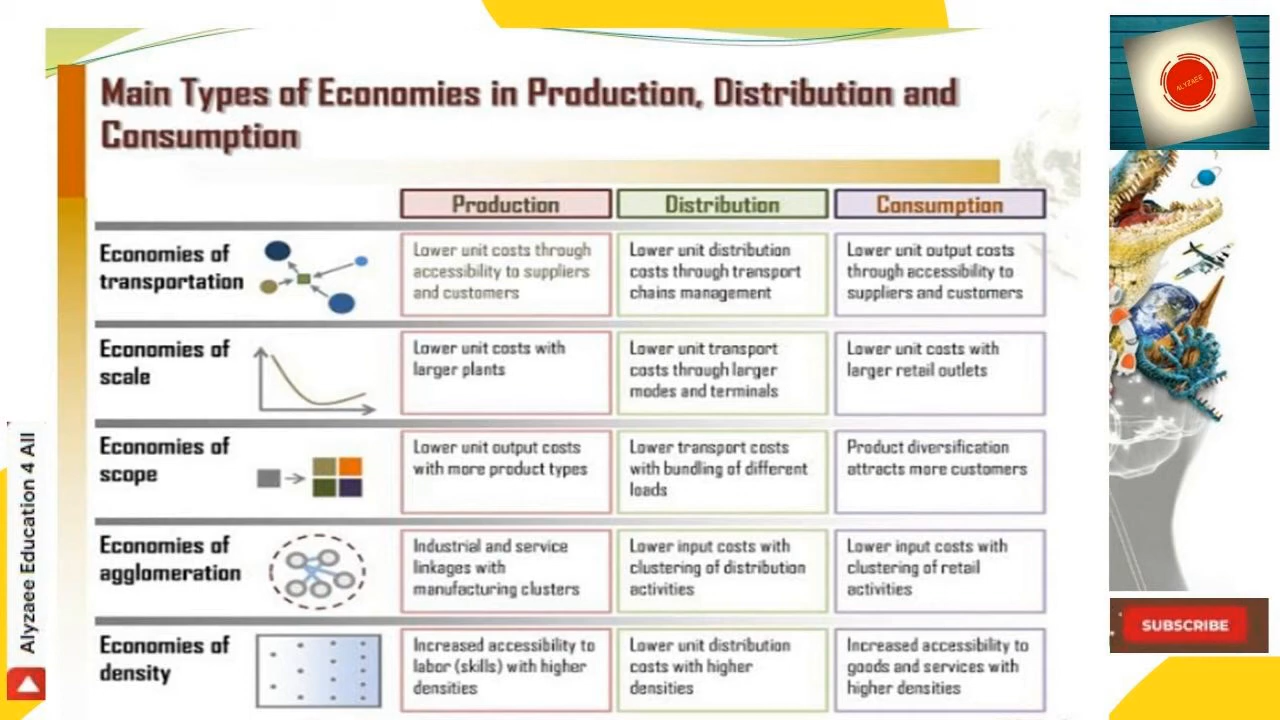 ALYZAEE
Main Types of Economies in Production, Distribution and
Consumption
Production
Distribution
Consumption
Economies of
transportation
Lower unit costs through
accessibility to suppliers
and customers
Lower unit distribution
costs through transport
chains management
Lower unit output costs
through accessibility to
suppliers and customers
Economies of
scale
Lower unit costs with
larger plants
Lower unit transport
costs through larger
modes and terminals
Lower unit costs with
larger retail outlets
Economies of
scope
Lower unit output costs
with more product types
Lower transport costs
with bundling of different
loads
Product diversification
attracts more customers
Economies of
agglomeration
Industrial and service
linkages with
manufacturing clusters
Lower input costs with
clustering of distribution
activities
Lower input costs with
clustering of retail
activities
Economies of
density
Increased accessibility to
labor (skills) with higher
densities
Lower unit distribution
costs with higher
densities
Increased accessibility to
goods and services with
higher densities
Alyzaee Education 4 All
SUBSCRIBE